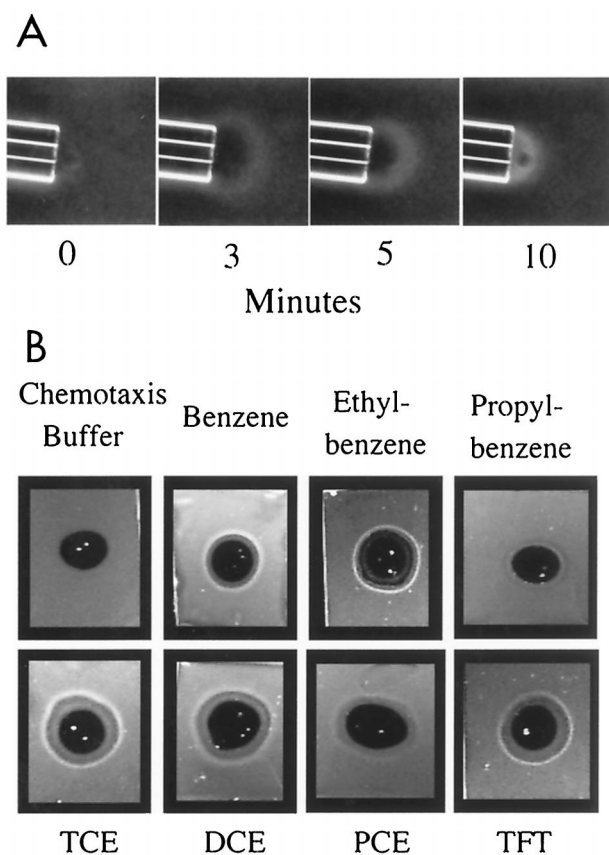 A
0 3 5 10
Minutes
B
Chemotaxis
Buffer
Benzene
Ethyl-
benzene
Propyl-
benzene
TCE DCE PCE TFT